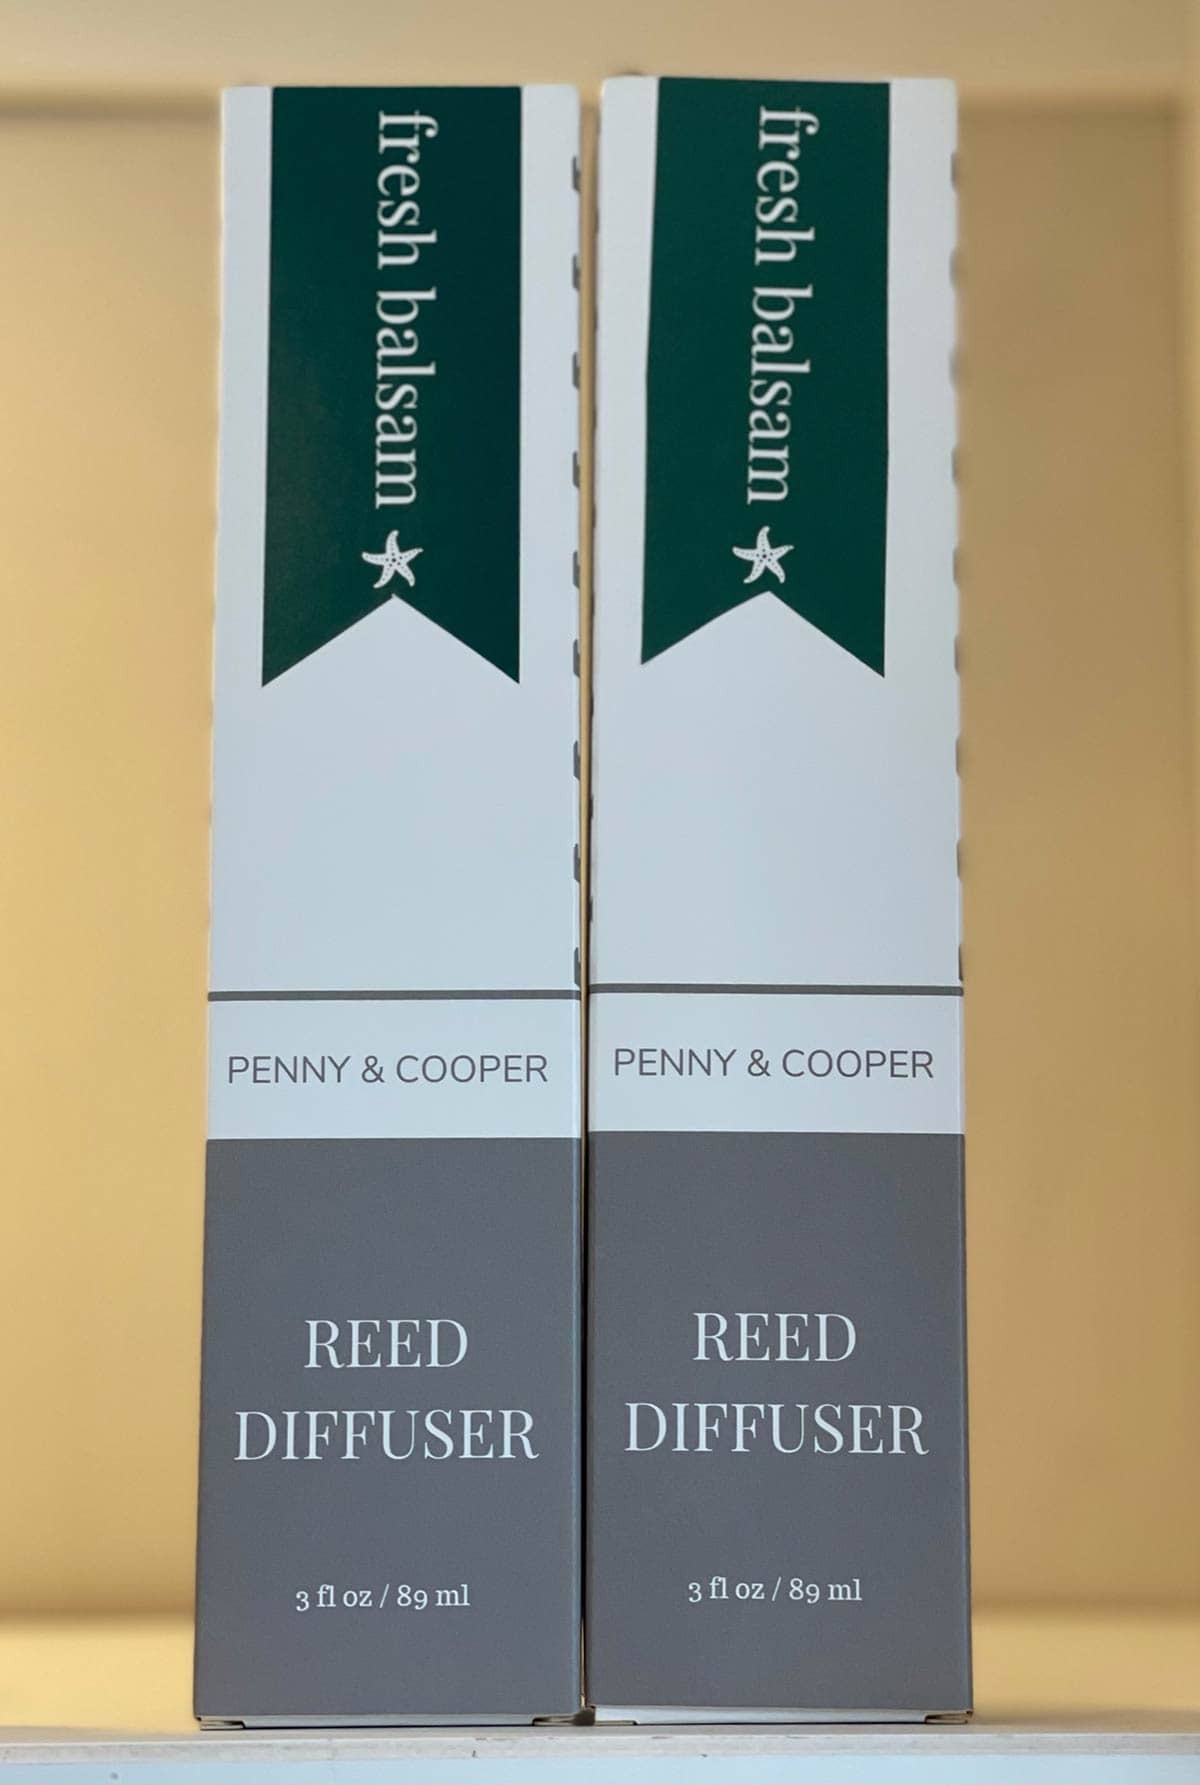 fresh balsam
PENNY & COOPER
REED
DIFFUSER
3 fl oz / 89 ml
fresh balsam
PENNY & COOPER
REED
DIFFUSER
3 fl oz / 89 ml